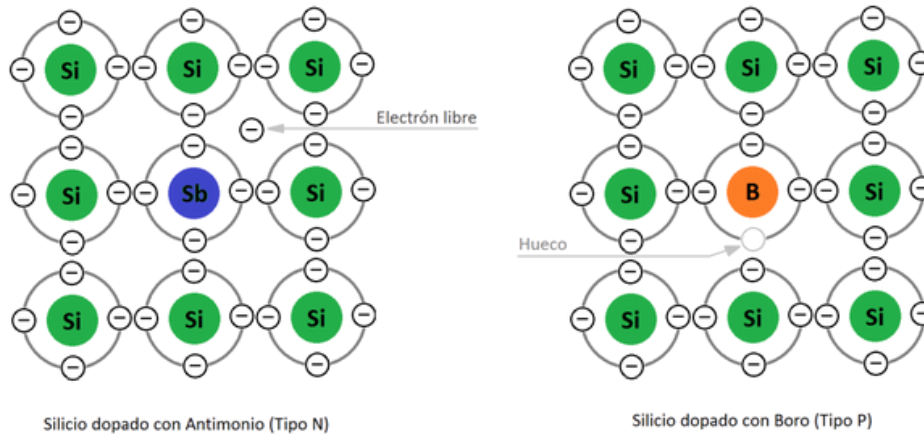 Si Si Si Si Si Si
Electrón libre
Si Sb Si Si B Si
Hueco
Si Si Si Si Si Si
Silicio dopado con Antimonio (Tipo N)
Silicio dopado con Boro (Tipo P)